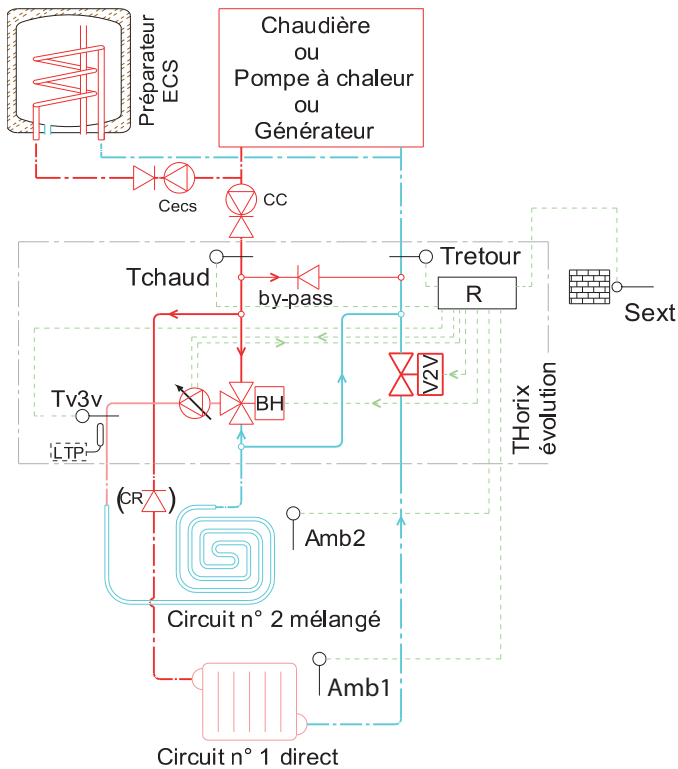 Préparateur
ECS
Chaudière
ou
Pompe à chaleur
ou
Générateur
Cecs
CC
Tchaud
Tretour
by-pass
R
Sext
Tv3v
BH
V2V
THorix
évolution
LTP
(CR)
Amb2
Circuit n° 2 mélangé
Amb1
Circuit n° 1 direct